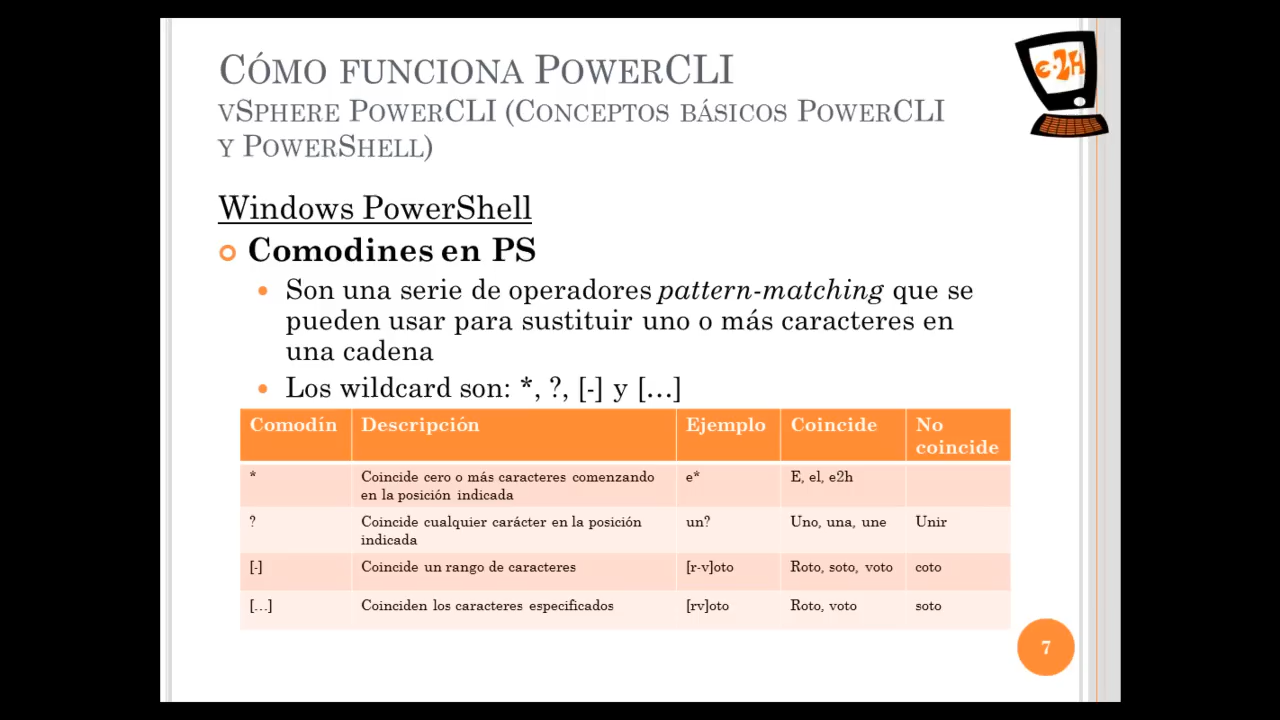 CÓMO FUNCIONA POWERCLI
VSPHERE POWERCLI (CONCEPTOS BÁSICOS POWERCLI
Y POWERSHELL)
e-2H
Windows PowerShell
Comodines en PS
Son una serie de operadores pattern-matching que se
pueden usar para sustituir uno o más caracteres en
una cadena
Los wildcard son: *, ?, [-] y […]
Comodín Descripción Ejemplo Coincide No coincide
* Coincide cero o más caracteres comenzando en la posición indicada e* E, el, e2h
? Coincide cualquier carácter en la posición indicada un? Uno, una, une Unir
[-] Coincide un rango de caracteres [r-v]oto Roto, soto, voto coto
[…] Coinciden los caracteres especificados [rv]oto Roto, voto soto
7